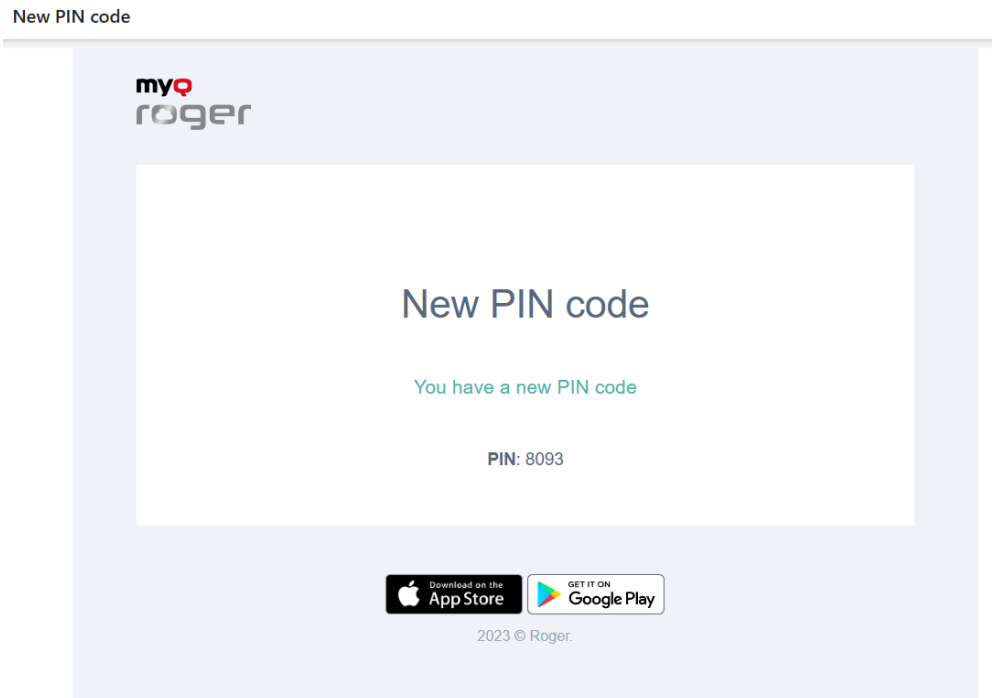 New PIN code
myQ
roger
New PIN code
You have a new PIN code
PIN: 8093
Download on the
App Store
GET IT ON
Google Play
2023 © Roger.